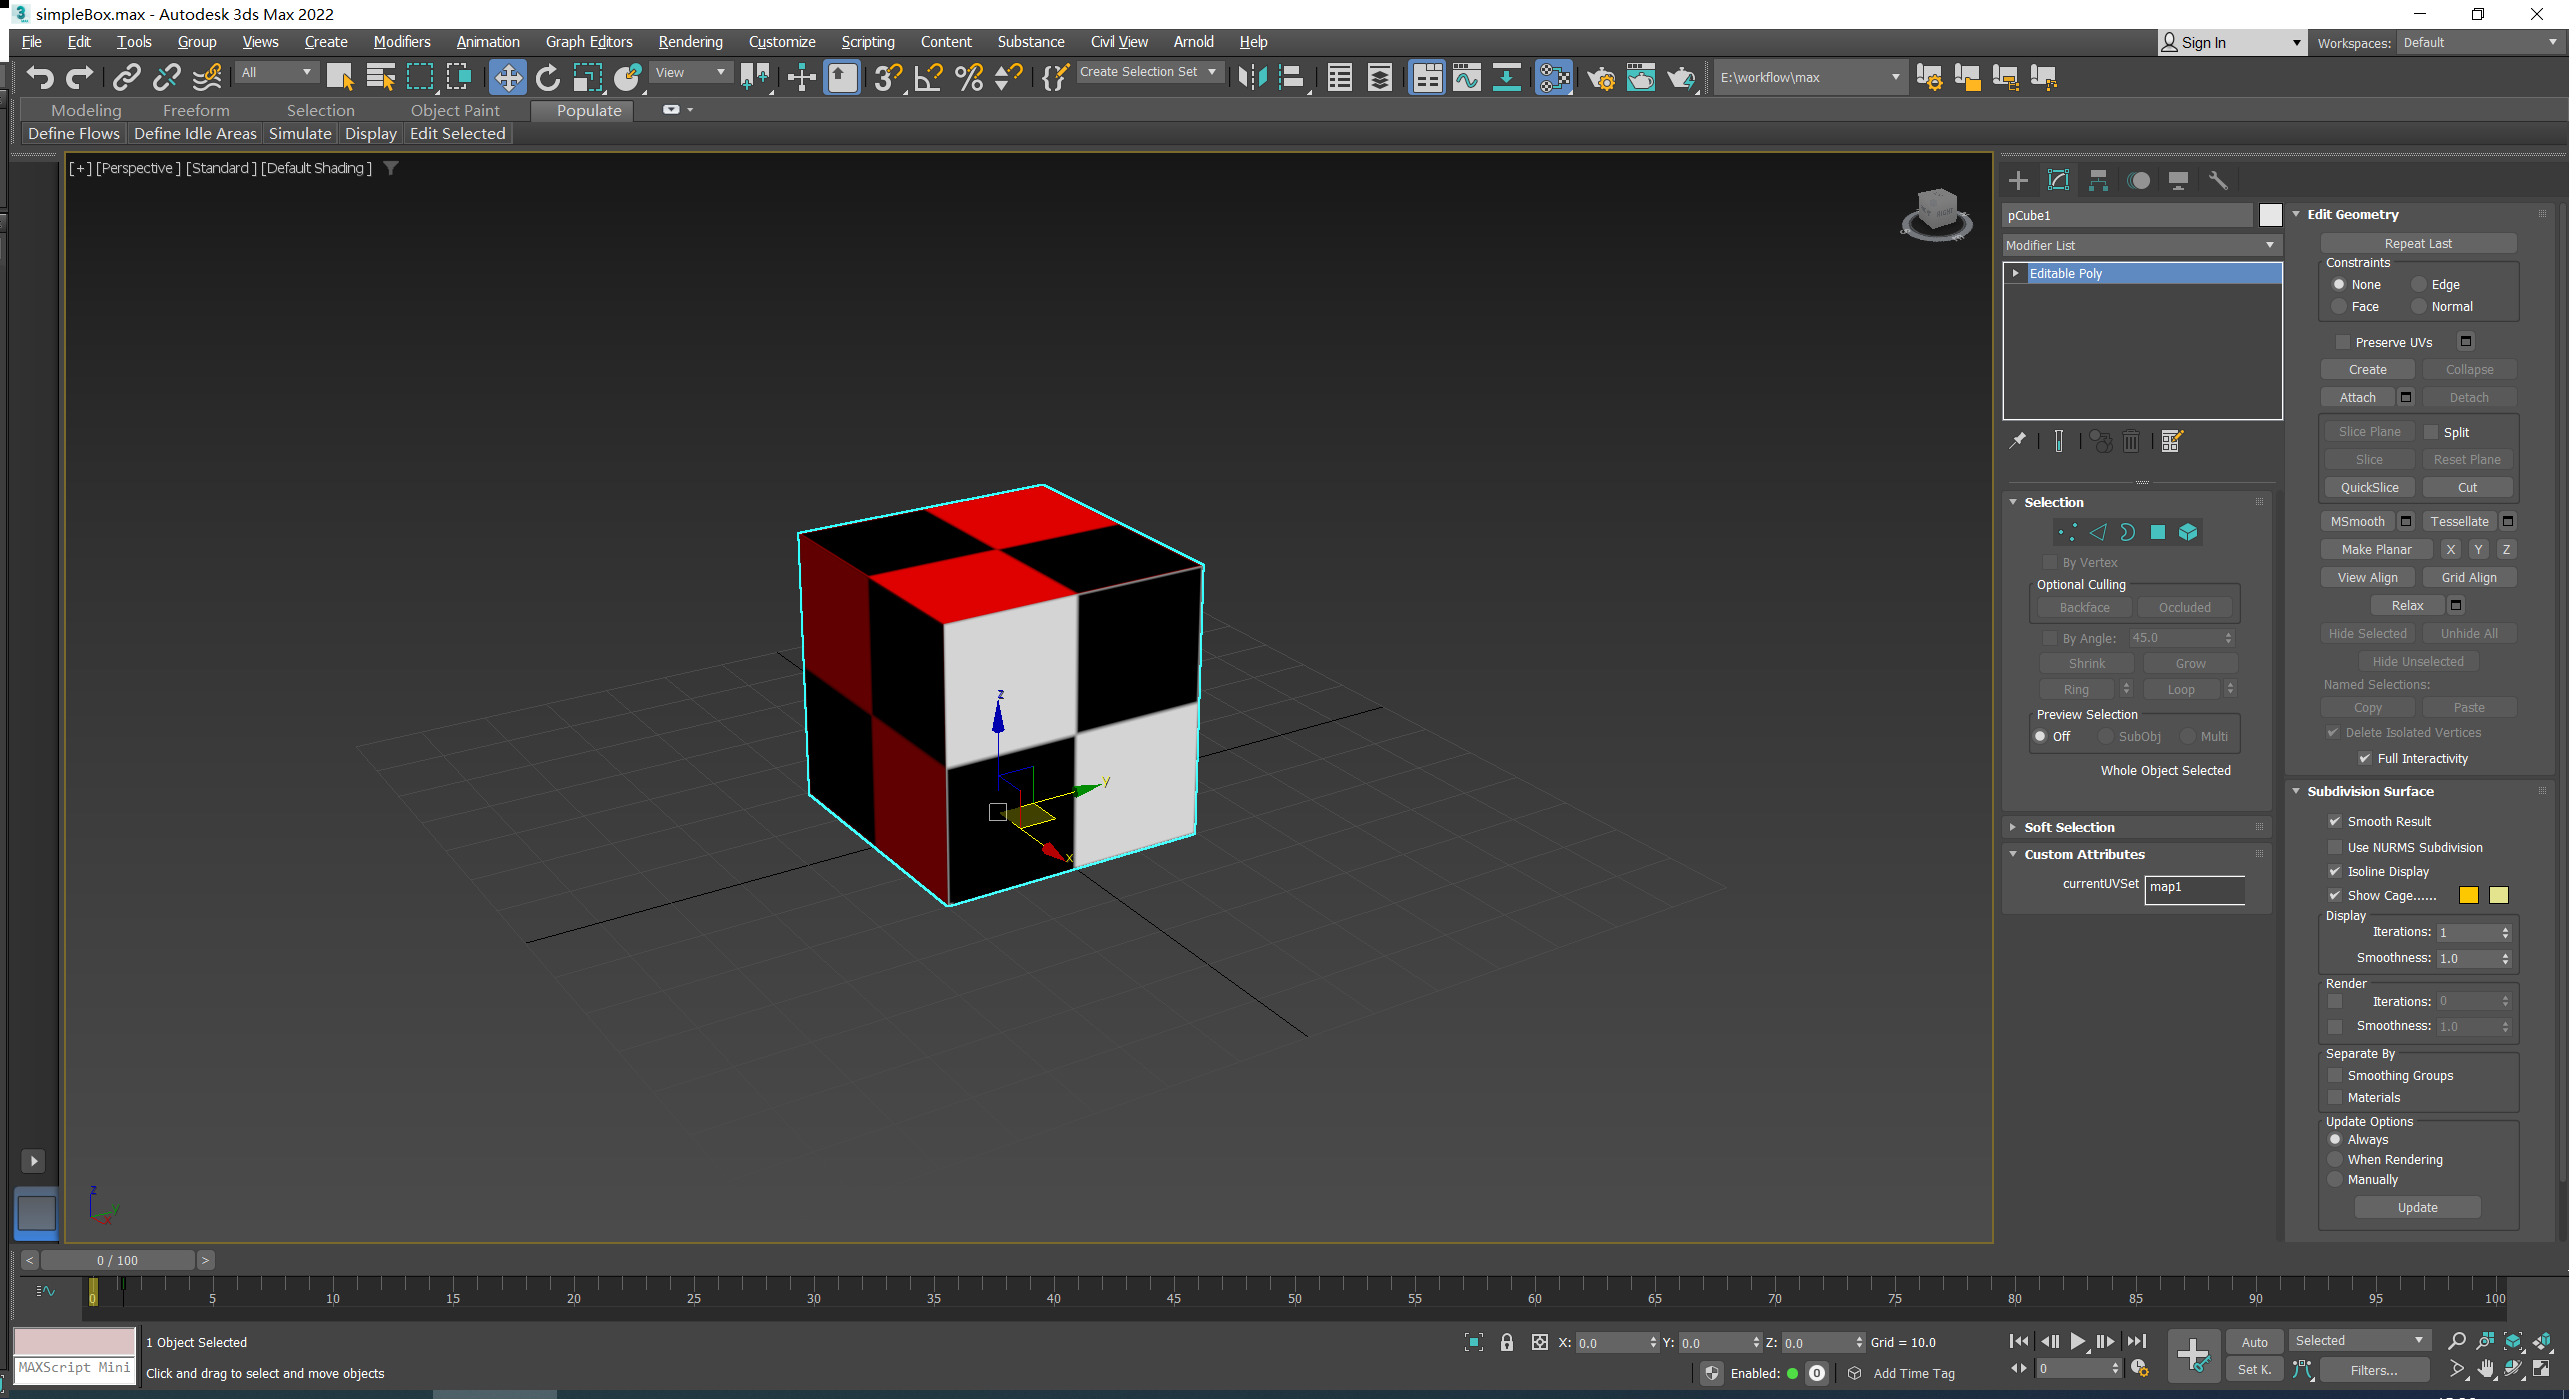 simpleBox.max - Autodesk 3ds Max 2022
File Edit Tools Group Views Create Modifiers Animation Graph Editors Rendering Customize Scripting Content Substance Civil View Arnold Help
Sign In
Workspaces: Default
All
View
Create Selection Set
E:\workflow\max
Modeling Freeform Selection Object Paint Populate
Define Flows Define Idle Areas Simulate Display Edit Selected
[+] [Perspective ] [Standard ] [Default Shading ]
RIGHT
z
y
x
z
y
x
pCube1
Modifier List
Editable Poly
Selection
By Vertex
Optional Culling
Backface Occluded
By Angle: 45.0
Shrink Grow
Ring Loop
Preview Selection
Off SubObj Multi
Whole Object Selected
Soft Selection
Custom Attributes
currentUVSet map1
Edit Geometry
Repeat Last
Constraints
None Edge
Face Normal
Preserve UVs
Create Collapse
Attach Detach
Slice Plane Split
Slice Reset Plane
QuickSlice Cut
MSmooth Tessellate
Make Planar X Y Z
View Align Grid Align
Relax
Hide Selected Unhide All
Hide Unselected
Named Selections:
Copy Paste
Delete Isolated Vertices
Full Interactivity
Subdivision Surface
Smooth Result
Use NURMS Subdivision
Isoline Display
Show Cage......
Display
Iterations: 1
Smoothness: 1.0
Render
Iterations: 0
Smoothness: 1.0
Separate By
Smoothing Groups
Materials
Update Options
Always
When Rendering
Manually
Update
< 0 / 100 >
0 5 10 15 20 25 30 35 40 45 50 55 60 65 70 75 80 85 90 95 100
MAXScript Mini
1 Object Selected
Click and drag to select and move objects
X: 0.0 Y: 0.0 Z: 0.0 Grid = 10.0
Enabled: 0 Add Time Tag
0
Auto Selected
Set K. Filters...